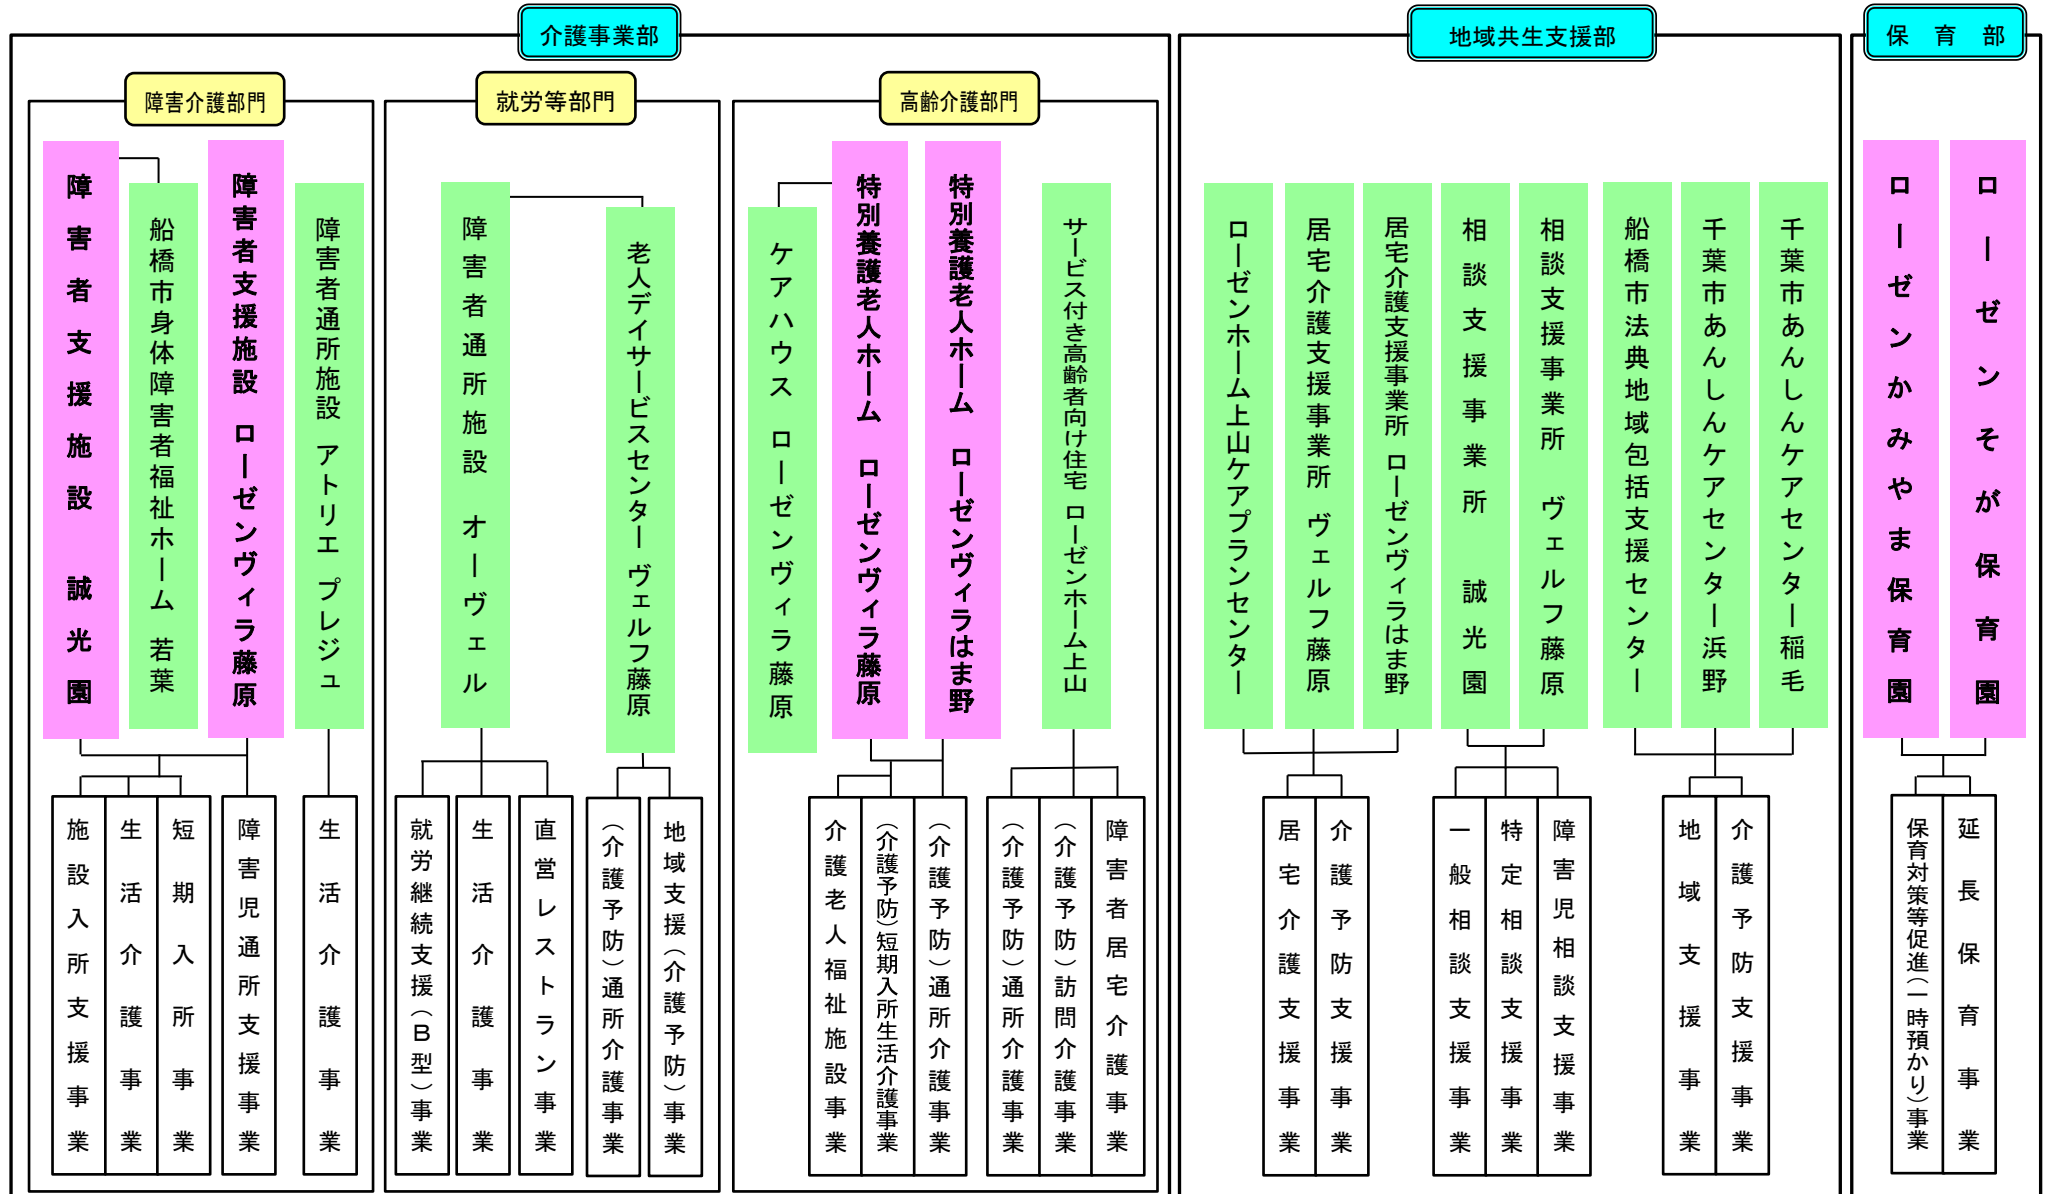 介護事業部
地域共生支援部
保育部
障害介護部門
就労等部門
高齢介護部門
障害者支援施設 誠光園
船橋市身体障害者福祉ホーム 若葉
障害者支援施設 ローゼンヴィラ藤原
障害者通所施設 アトリエ プレジュ
障害者通所施設 オーヴェル
老人デイサービスセンター ヴェルフ藤原
ケアハウス ローゼンヴィラ藤原
特別養護老人ホーム ローゼンヴィラ藤原
特別養護老人ホーム ローゼンヴィラはま野
サービス付き高齢者向け住宅 ローゼンホーム上山
ローゼンホーム上山ケアプランセンター
居宅介護支援事業所 ヴェルフ藤原
居宅介護支援事業所 ローゼンヴィラはま野
相談支援事業所 誠光園
相談支援事業所 ヴェルフ藤原
船橋市法典地域包括支援センター
千葉市あんしんケアセンター浜野
千葉市あんしんケアセンター稲毛
ローゼンかみやま保育園
ローゼンそが保育園
施設入所支援事業
生活介護事業
短期入所事業
障害児通所支援事業
生活介護事業
就労継続支援(B型)事業
生活介護事業
直営レストラン事業
(介護予防)通所介護事業
地域支援(介護予防)事業
介護老人福祉施設事業
(介護予防)短期入所生活介護事業
(介護予防)通所介護事業
(介護予防)通所介護事業
(介護予防)訪問介護事業
障害者居宅介護事業
居宅介護支援事業
介護予防支援事業
一般相談支援事業
特定相談支援事業
障害児相談支援事業
地域支援事業
介護予防支援事業
保育対策等促進(一時預かり)事業
延長保育事業